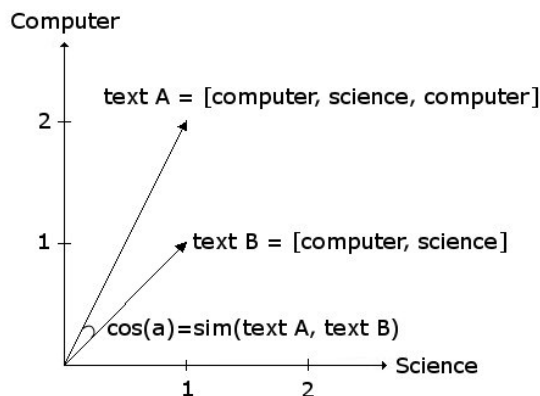 Computer
text A = [computer, science, computer]
2
1
text B = [computer, science]
cos(a)=sim(text A, text B)
Science
1
2